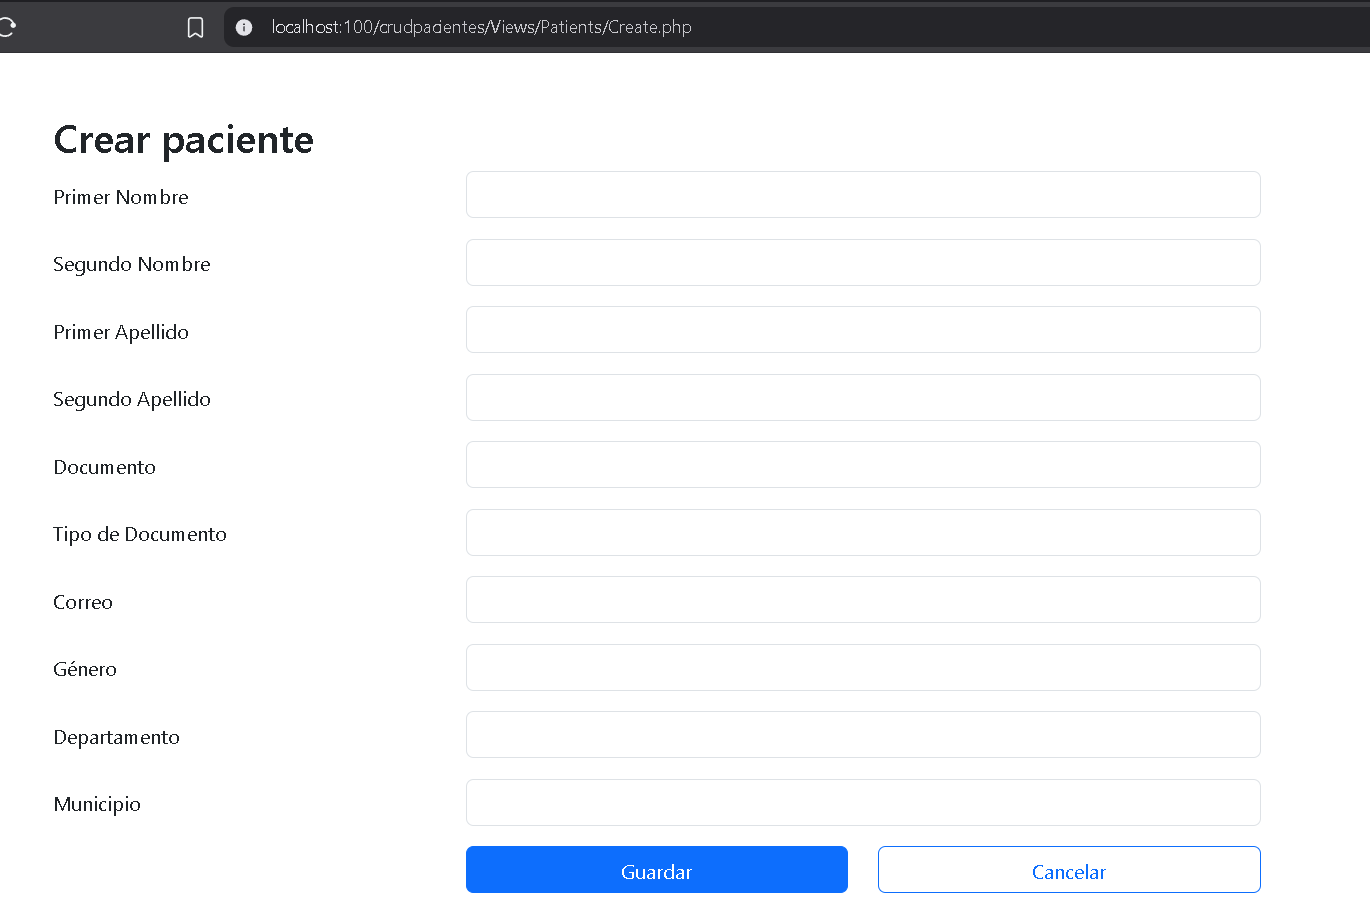 localhost:100/crudpacientes/Views/Patients/Create.php
Crear paciente
Primer Nombre
Segundo Nombre
Primer Apellido
Segundo Apellido
Documento
Tipo de Documento
Correo
Género
Departamento
Municipio
Guardar Cancelar